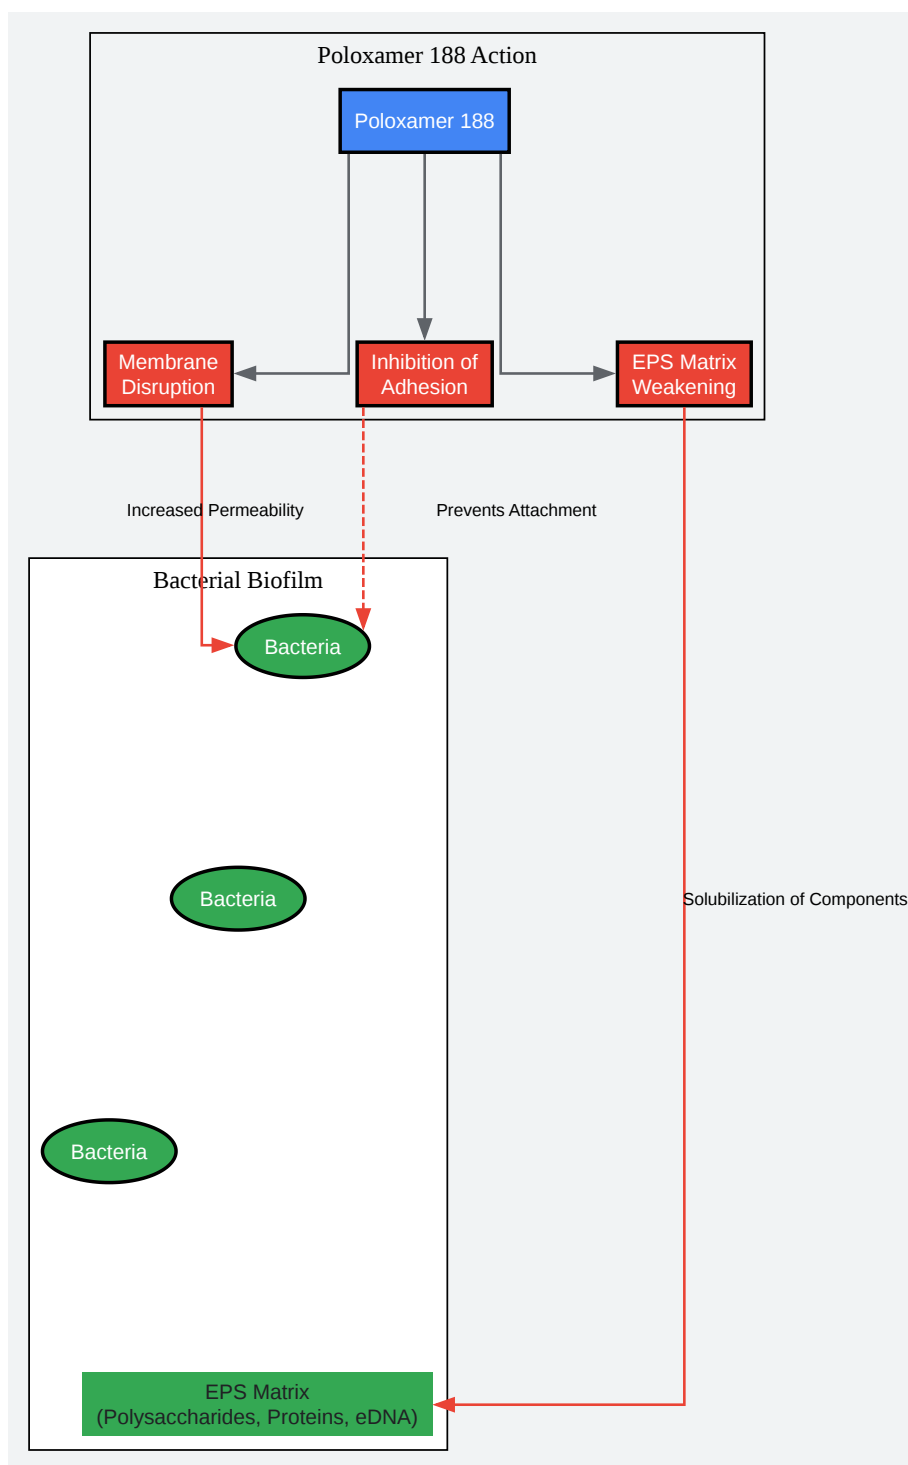 Poloxamer 188 Action
Poloxamer 188
Membrane
Disruption
Inhibition of
Adhesion
EPS Matrix
Weakening
Increased Permeability
Prevents Attachment
Bacterial Biofilm
Bacteria
Bacteria
Solubilization of Components
Bacteria
EPS Matrix
(Polysaccharides, Proteins, eDNA)